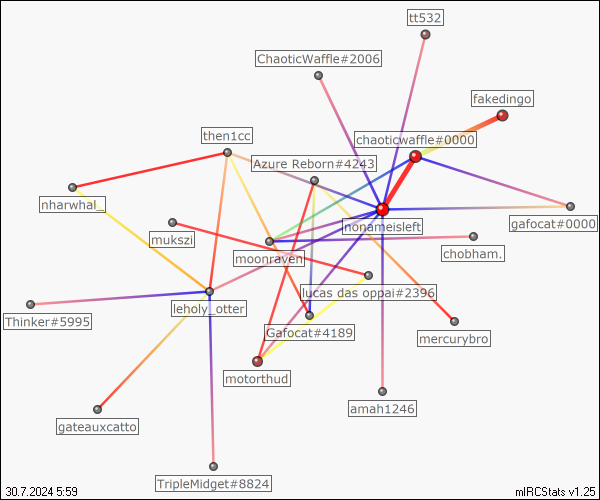 tt532
ChaoticWaffle#2006
fakedingo
then1cc
chaoticwaffle#0000
Azure Reborn#4243
nharwhal_
nonameisleft
gafocat#0000
mukszi
moonraven
chobham.
lucas das oppai#2396
Thinker#5995
leholy_otter
Gafocat#4189
mercurybro
motorthud
amah1246
gateauxcatto
TripleMidget#8824
30.7.2024 5:59
mIRCStats v1.25